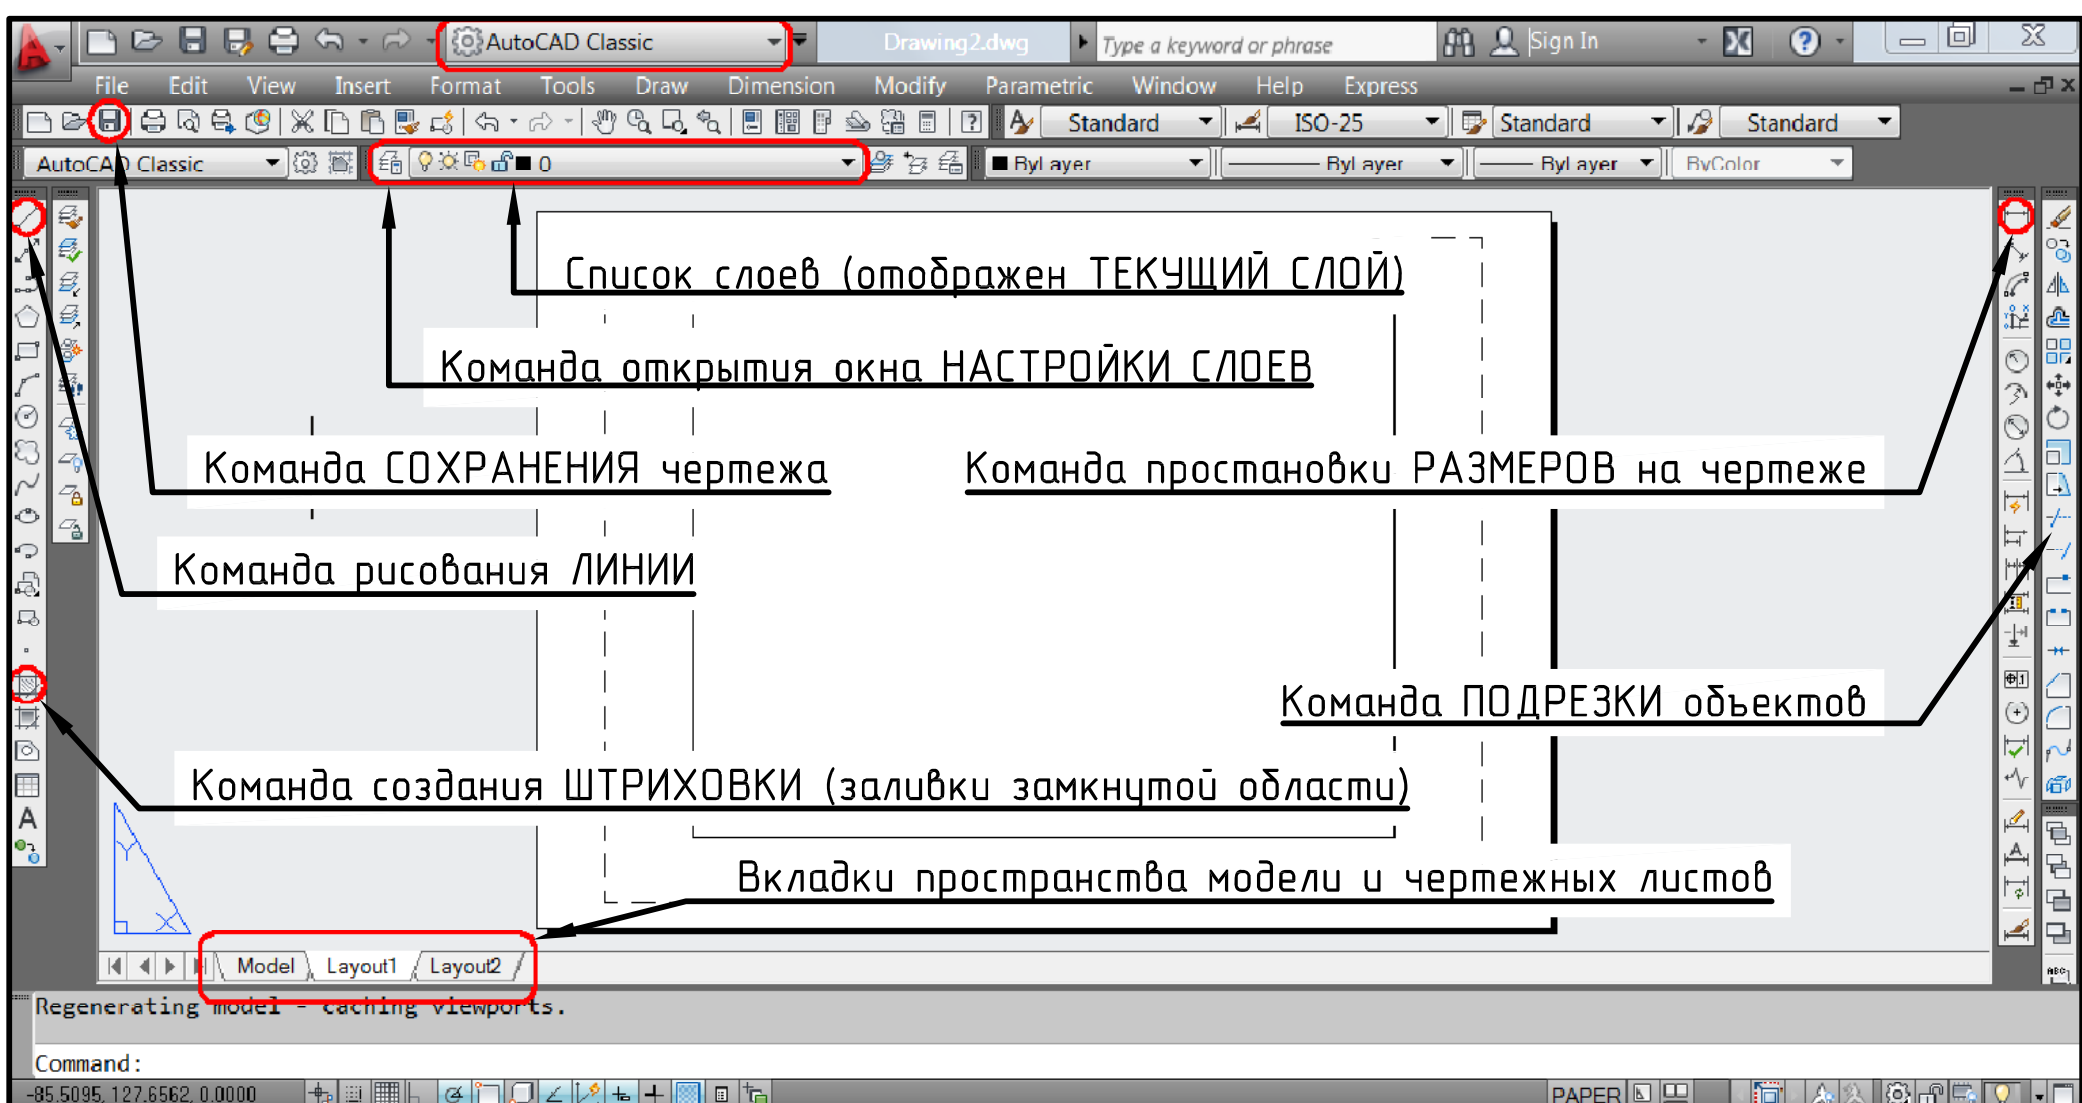 AutoCAD Classic
Drawing2.dwg
Type a keyword or phrase
Sign In
File Edit View Insert Format Tools Draw Dimension Modify Parametric Window Help Express
Standard ISO-25 Standard Standard
AutoCAD Classic 0 ByLayer ByLayer ByLayer ByColor
Список слоев (отображен ТЕКУЩИЙ СЛОЙ)
Команда открытия окна НАСТРОЙКИ СЛОЕВ
Команда СОХРАНЕНИЯ чертежа
Команда простановки РАЗМЕРОВ на чертеже
Команда рисования ЛИНИИ
Команда ПОДРЕЗКИ объектов
Команда создания ШТРИХОВКИ (заливки замкнутой области)
Вкладки пространства модели и чертежных листов
Y
X
Model Layout1 Layout2
Regenerating model - caching viewports.
Command:
-85.5095, 127.6562, 0.0000
PAPER